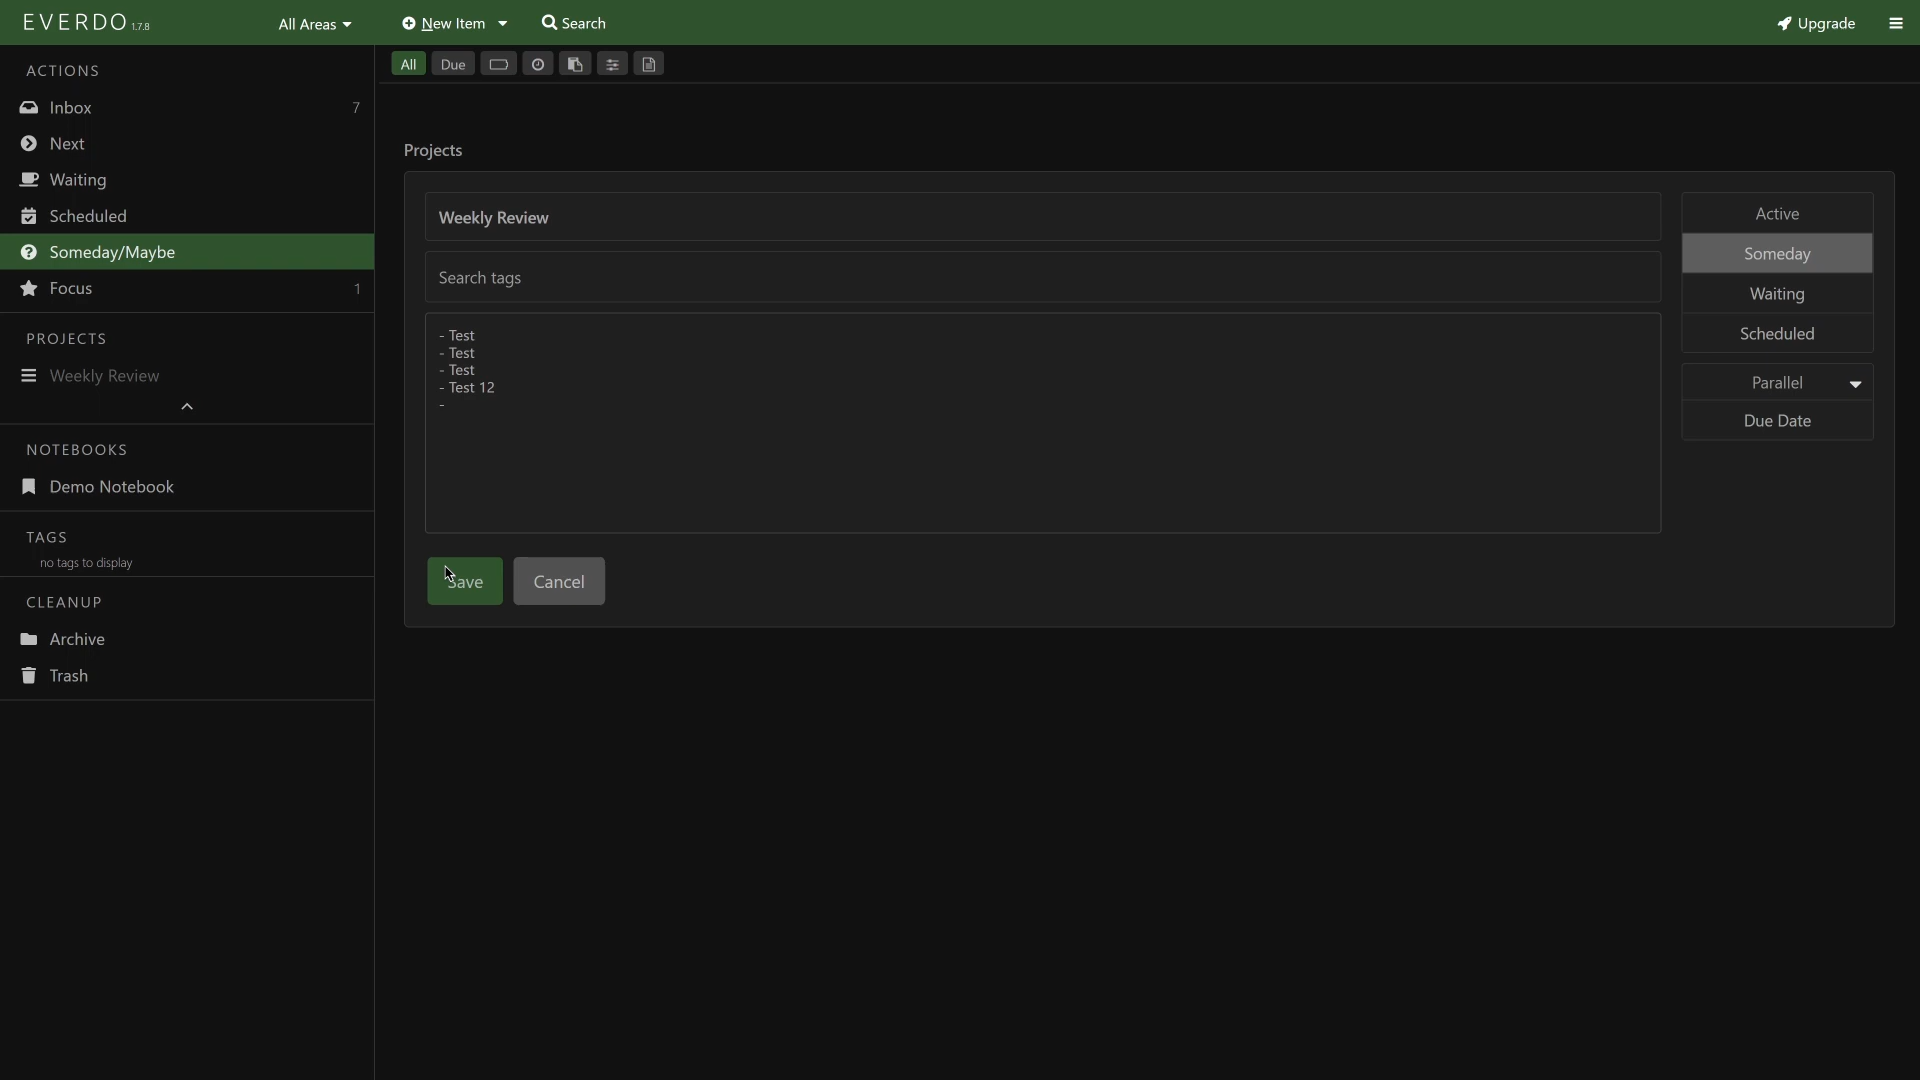 EVERDO 1.7.8
All Areas
New Item
Search
Upgrade
ACTIONS
Inbox 7
Next
Waiting
Scheduled
Someday/Maybe
Focus 1
PROJECTS
Weekly Review
NOTEBOOKS
Demo Notebook
TAGS
no tags to display
CLEANUP
Archive
Trash
All
Due
Projects
Weekly Review
Search tags
- Test
- Test
- Test
- Test 12
-
Save
Cancel
Active
Someday
Waiting
Scheduled
Parallel
Due Date